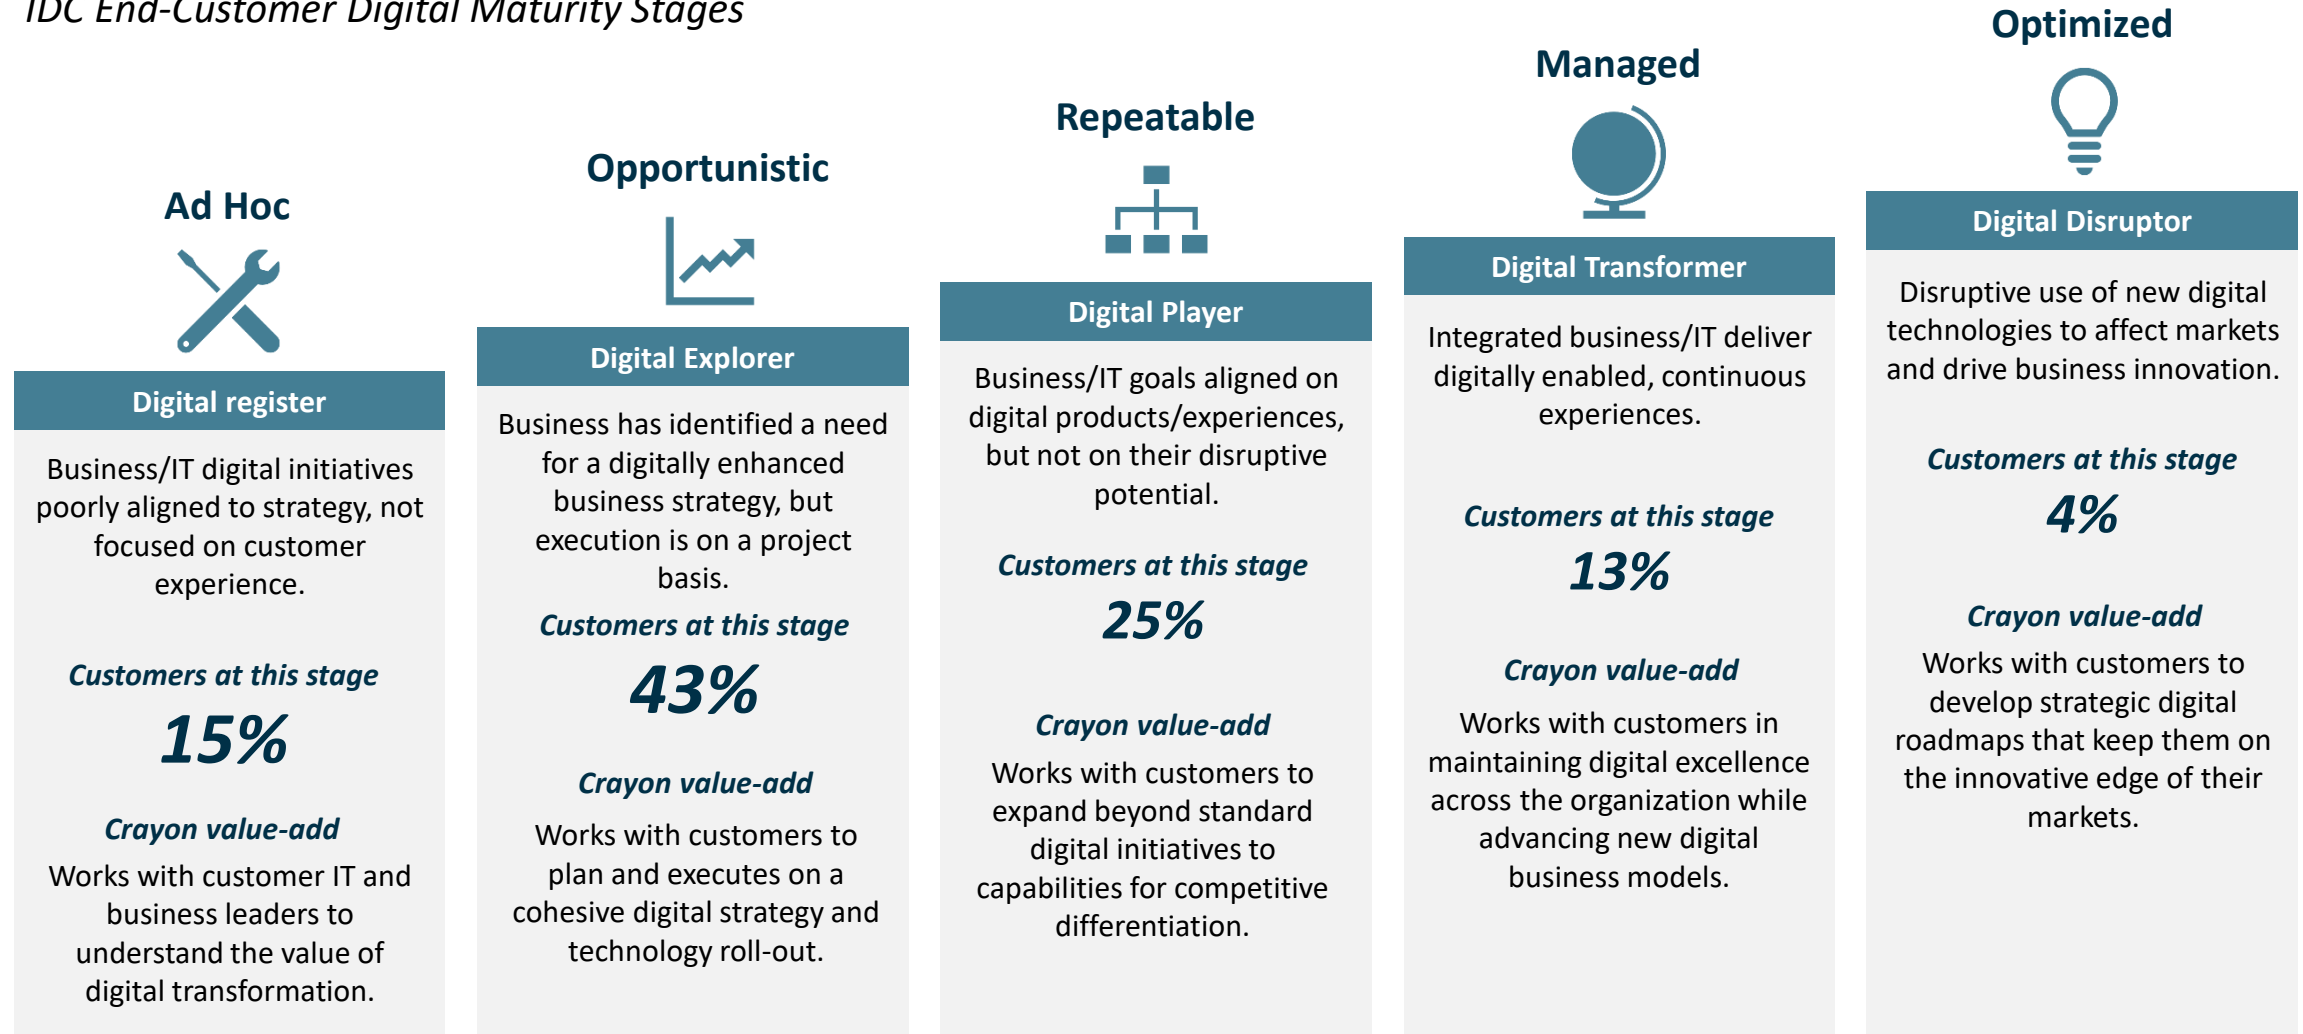 IDC End-Customer Digital Maturity Stages
Ad Hoc
Digital register
Business/IT digital initiatives
poorly aligned to strategy, not
focused on customer
experience.
Customers at this stage
15%
Crayon value-add
Works with customer IT and
business leaders to
understand the value of
digital transformation.
Opportunistic
Digital Explorer
Business has identified a need
for a digitally enhanced
business strategy, but
execution is on a project
basis.
Customers at this stage
43%
Crayon value-add
Works with customers to
plan and executes on a
cohesive digital strategy and
technology roll-out.
Repeatable
Digital Player
Business/IT goals aligned on
digital products/experiences,
but not on their disruptive
potential.
Customers at this stage
25%
Crayon value-add
Works with customers to
expand beyond standard
digital initiatives to
capabilities for competitive
differentiation.
Managed
Digital Transformer
Integrated business/IT deliver
digitally enabled, continuous
experiences.
Customers at this stage
13%
Crayon value-add
Works with customers in
maintaining digital excellence
across the organization while
advancing new digital
business models.
Optimized
Digital Disruptor
Disruptive use of new digital
technologies to affect markets
and drive business innovation.
Customers at this stage
4%
Crayon value-add
Works with customers to
develop strategic digital
roadmaps that keep them on
the innovative edge of their
markets.